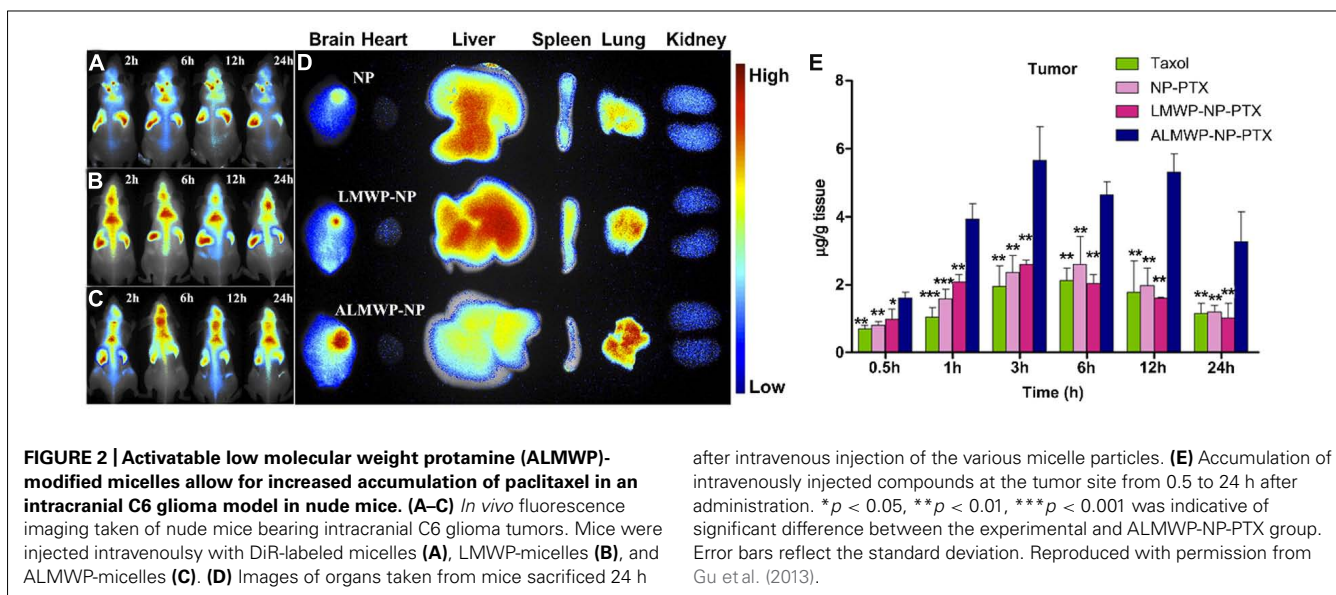 Brain Heart Liver Spleen Lung Kidney
A 2h 6h 12h 24h
B 2h 6h 12h 24h
C 2h 6h 12h 24h
D
NP
LMWP-NP
ALMWP-NP
High
Low
E
Tumor
Taxol
NP-PTX
LMWP-NP-PTX
ALMWP-NP-PTX
µg/g tissue
8
6
4
2
0
** ** * *** *** ** ** ** ** ** ** ** ** ** ** ** ** **
0.5h 1h 3h 6h 12h 24h
Time (h)
FIGURE 2 | Activatable low molecular weight protamine (ALMWP)-
modified micelles allow for increased accumulation of paclitaxel in an
intracranial C6 glioma model in nude mice. (A–C) In vivo fluorescence
imaging taken of nude mice bearing intracranial C6 glioma tumors. Mice were
injected intravenoulsy with DiR-labeled micelles (A), LMWP-micelles (B), and
ALMWP-micelles (C). (D) Images of organs taken from mice sacrificed 24 h
after intravenous injection of the various micelle particles. (E) Accumulation of
intravenously injected compounds at the tumor site from 0.5 to 24 h after
administration. *p < 0.05, **p < 0.01, ***p < 0.001 was indicative of
significant difference between the experimental and ALMWP-NP-PTX group.
Error bars reflect the standard deviation. Reproduced with permission from
Gu et al. (2013).